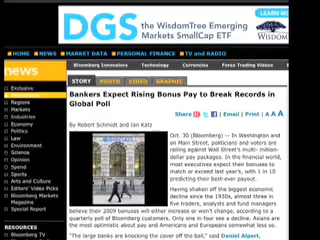 DGS
the WisdomTree Emerging
Markets SmallCap ETF
LEARN MORE
WISDOM
HOME
NEWS
MARKET DATA
PERSONAL FINANCE
TV and RADIO
news
Bloomberg Innovators
Technology
Currencies
Forex Trading Videos
STORY
PHOTO
VIDEO
GRAPHIC
Exclusive
Regions
Markets
Industries
Economy
Politics
Law
Environment
Science
Opinion
Spend
Sports
Arts and Culture
Editors' Video Picks
Bloomberg Markets
Magazine
Special Report
RESOURCES
Bloomberg TV
Bankers Expect Rising Bonus Pay to Break Records in
Global Poll
Share | Email | Print | A A A
By Robert Schmidt and Ian Katz
Oct. 30 (Bloomberg) -- In Washington and
on Main Street, politicians and voters
are railing against Wall Street's multi- million-
dollar pay packages. In the financial world,
most executives expect their bonuses to
match or exceed last year's, with 1 in 10
predicting their best-ever payout.
Having shaken off the biggest economic
decline since the 1930s, almost three in
five traders, analysts and fund managers
believe their 2009 bonuses will either increase or won't change, according to a
quarterly poll of Bloomberg customers. Only one in four see a decline. Asians are
the most optimistic about pay and Americans and Europeans somewhat less so.
"The large banks are knocking the cover off the ball," said Daniel Alpert,